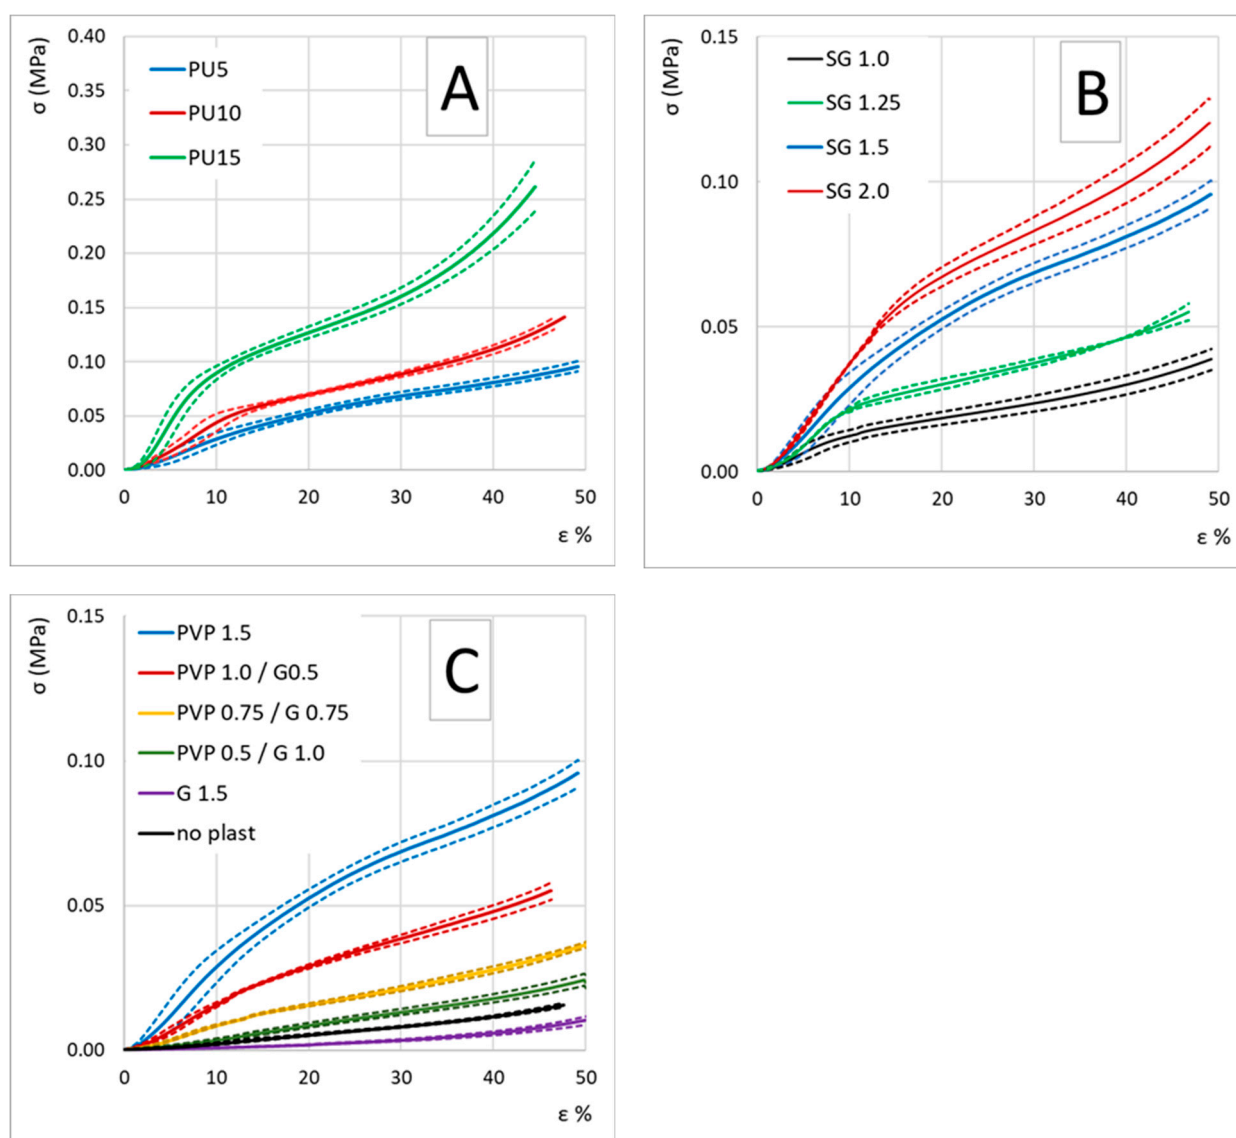 σ (MPa)
0.40
0.35
0.30
0.25
0.20
0.15
0.10
0.05
0.00
PU5
PU10
PU15
A
0 10 20 30 40 50
ε %
σ (MPa)
0.15
0.10
0.05
0.00
SG 1.0
SG 1.25
SG 1.5
SG 2.0
B
0 10 20 30 40 50
ε %
σ (MPa)
0.15
0.10
0.05
0.00
PVP 1.5
PVP 1.0 / G0.5
PVP 0.75 / G 0.75
PVP 0.5 / G 1.0
G 1.5
no plast
C
0 10 20 30 40 50
ε %